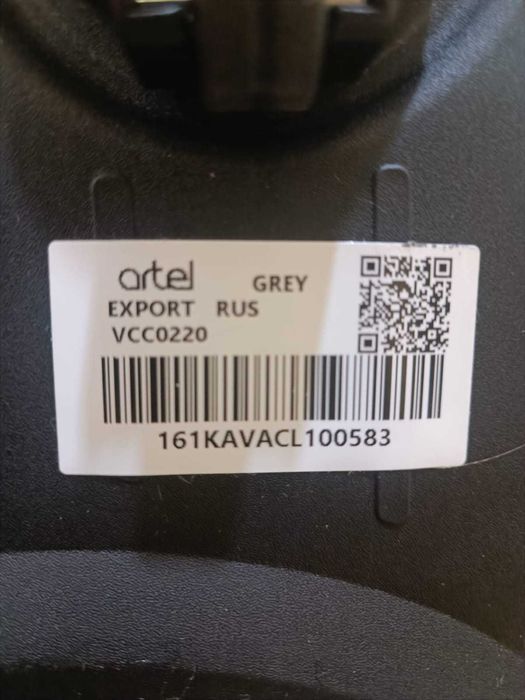 artel GREY
EXPORT RUS
VCC0220
161KAVACL100583